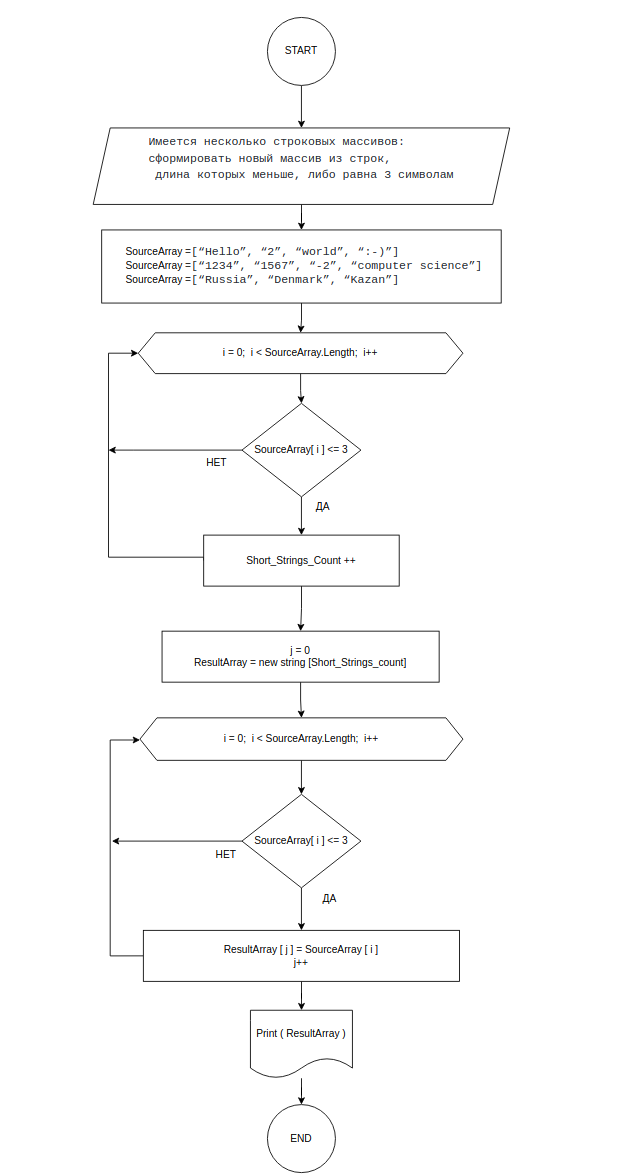 START
Имеется несколько строковых массивов:
сформировать новый массив из строк,
длина которых меньше, либо равна 3 символам
SourceArray =[“Hello”, “2”, “world”, “:-)”]
SourceArray =[“1234”, “1567”, “-2”, “computer science”]
SourceArray =[“Russia”, “Denmark”, “Kazan”]
i = 0; i < SourceArray.Length; i++
SourceArray[ i ] <= 3
НЕТ
ДА
Short_Strings_Count ++
j = 0
ResultArray = new string [Short_Strings_count]
i = 0; i < SourceArray.Length; i++
SourceArray[ i ] <= 3
НЕТ
ДА
ResultArray [ j ] = SourceArray [ i ]
j++
Print ( ResultArray )
END